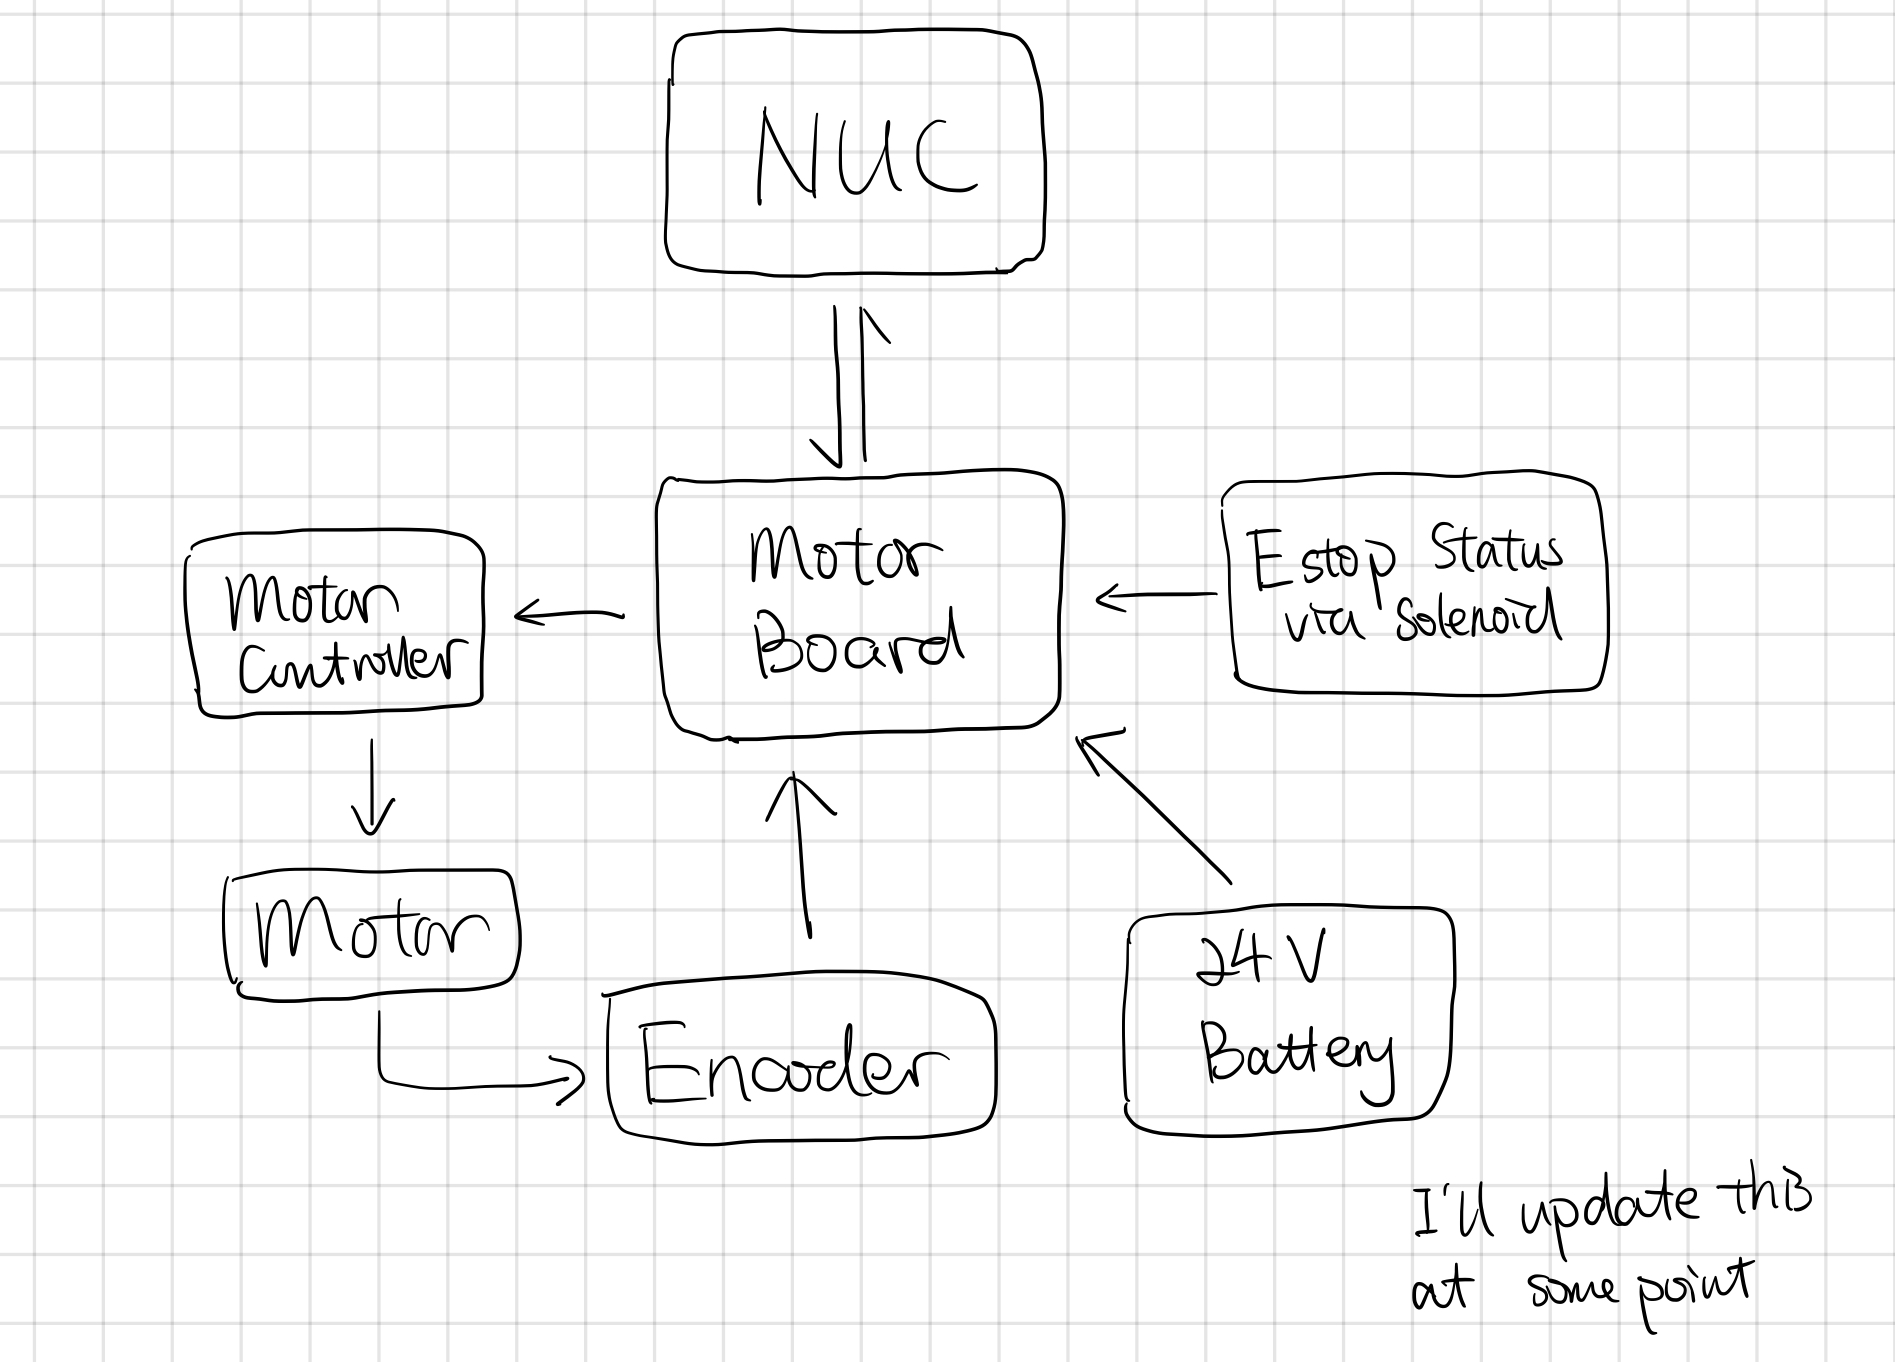 NUC
Motor
Board
Estop Status
via Solenoid
Motor
Controller
Motor
Encoder
24V
Battery
I'll update this
at some point